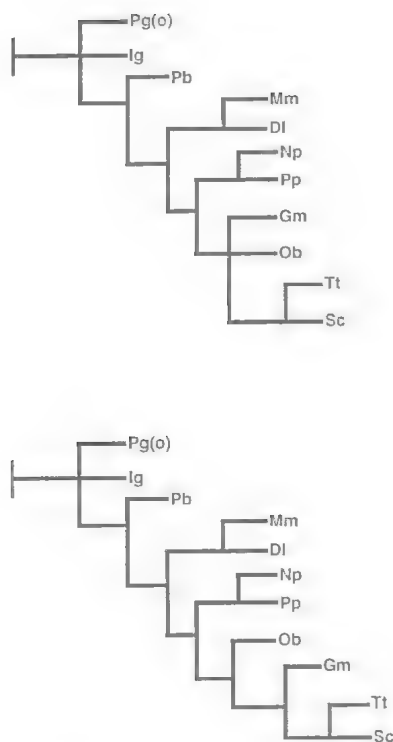 Pg(o)
Ig
Pb
Mm
Dl
Np
Pp
Gm
Ob
Tt
Sc
Pg(o)
Ig
Pb
Mm
Dl
Np
Pp
Ob
Gm
Tt
Sc